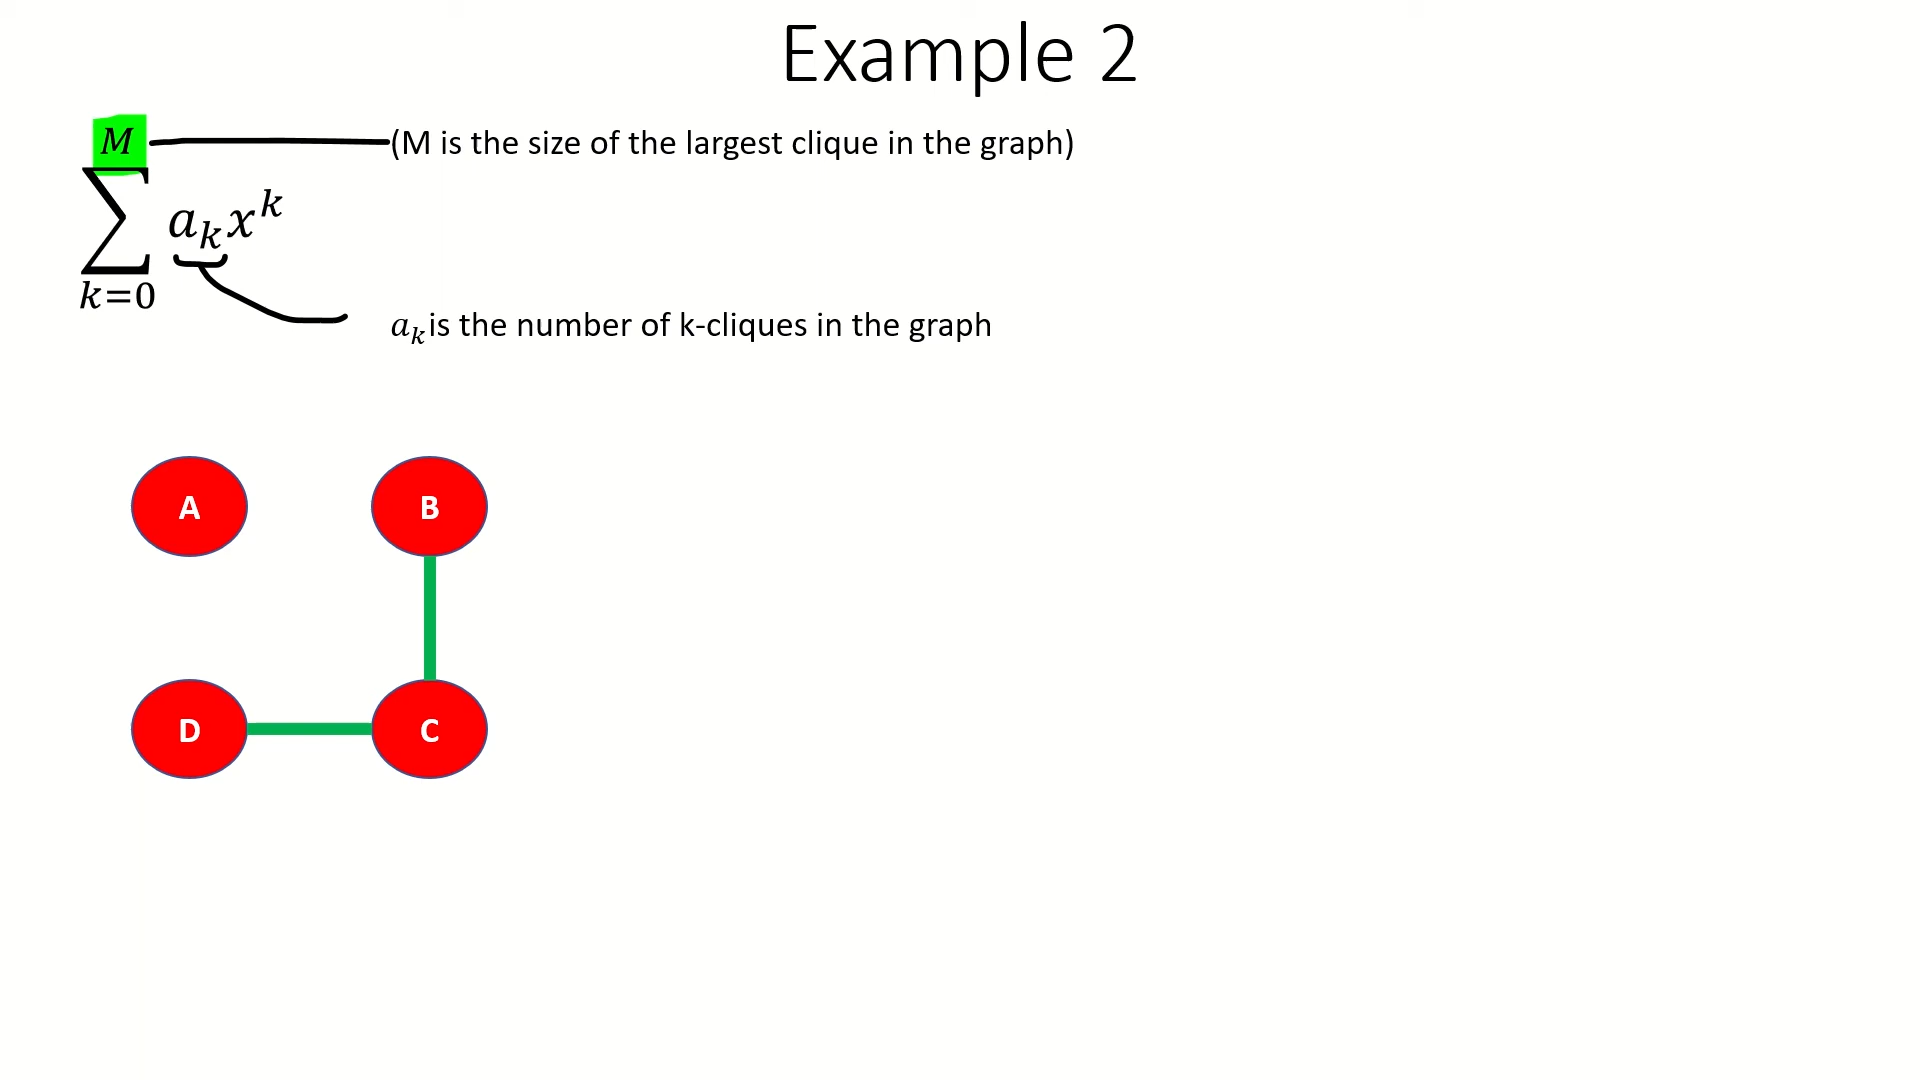 Example 2
M
(M is the size of the largest clique in the graph)
∑ a_k x^k
k=0
a_k is the number of k-cliques in the graph
A B
D C